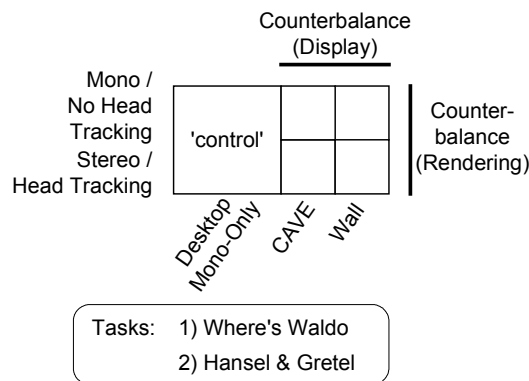 Counterbalance
(Display)
Mono /
No Head
Tracking
Stereo /
Head Tracking
'control'
Counter-
balance
(Rendering)
Desktop
Mono-Only
CAVE
Wall
Tasks: 1) Where's Waldo
2) Hansel & Gretel